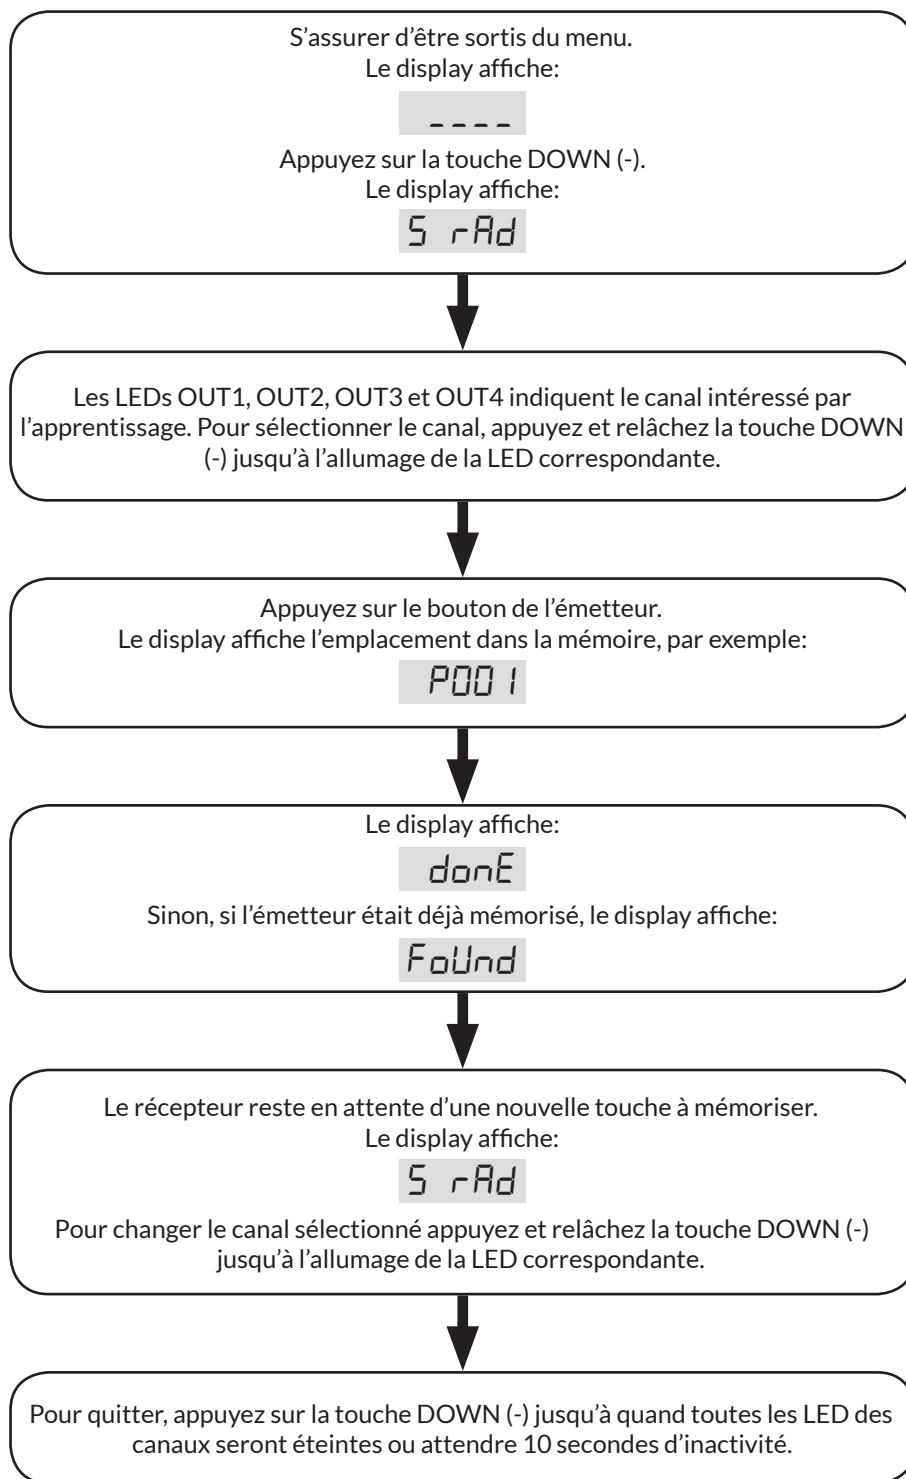 S'assurer d'être sortis du menu.
Le display affiche:
_ _ _ _
Appuyez sur la touche DOWN (-).
Le display affiche:
S rAd
Les LEDs OUT1, OUT2, OUT3 et OUT4 indiquent le canal intéressé par
l'apprentissage. Pour sélectionner le canal, appuyez et relâchez la touche DOWN
(-) jusqu'à l'allumage de la LED correspondante.
Appuyez sur le bouton de l'émetteur.
Le display affiche l'emplacement dans la mémoire, par exemple:
P001
Le display affiche:
donE
Sinon, si l'émetteur était déjà mémorisé, le display affiche:
FoUnd
Le récepteur reste en attente d'une nouvelle touche à mémoriser.
Le display affiche:
S rAd
Pour changer le canal sélectionné appuyez et relâchez la touche DOWN (-)
jusqu'à l'allumage de la LED correspondante.
Pour quitter, appuyez sur la touche DOWN (-) jusqu'à quand toutes les LED des
canaux seront éteintes ou attendre 10 secondes d'inactivité.